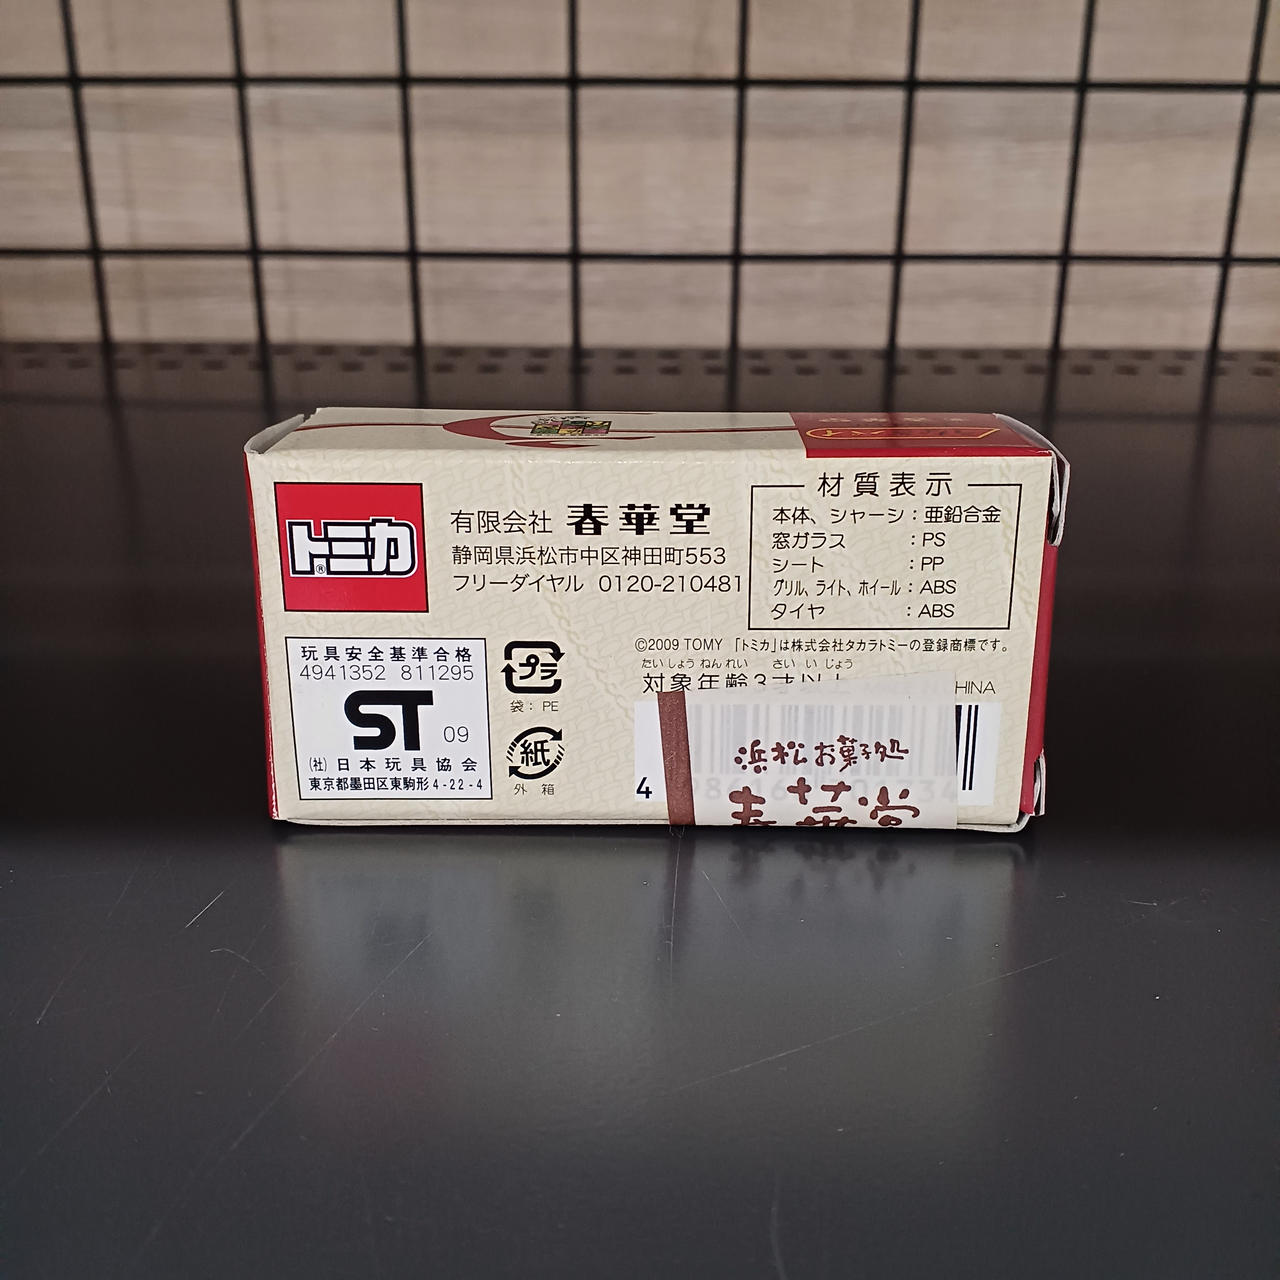 トミカ®
有限会社 春華堂
静岡県浜松市中区神田町553
フリーダイヤル 0120-210481
材質表示
本体、シャーシ:亜鉛合金
窓ガラス :PS
シート :PP
グリル、ライト、ホイール:ABS
タイヤ :ABS
©2009 TOMY 「トミカ」は株式会社タカラトミーの登録商標です。
たいしょうねんれい さいいじょう
対象年齢3才以上
HINA
玩具安全基準合格
4941352 811295
ST 09
(社)日本玩具協会
東京都墨田区東駒形4-22-4
プラ
袋:PE
紙
外箱
浜松お菓子処
春華堂
4